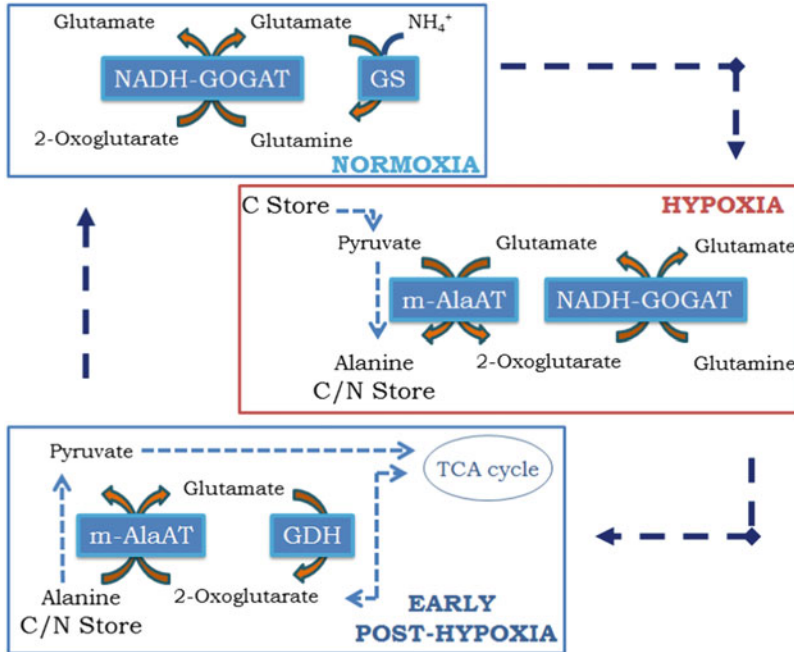 Glutamate Glutamate NH₄⁺
NADH-GOGAT GS
2-Oxoglutarate Glutamine
NORMOXIA
C Store HYPOXIA
Pyruvate Glutamate Glutamate
m-AlaAT NADH-GOGAT
Alanine 2-Oxoglutarate Glutamine
C/N Store
Pyruvate TCA cycle
Glutamate
m-AlaAT GDH
Alanine 2-Oxoglutarate
C/N Store
EARLY
POST-HYPOXIA